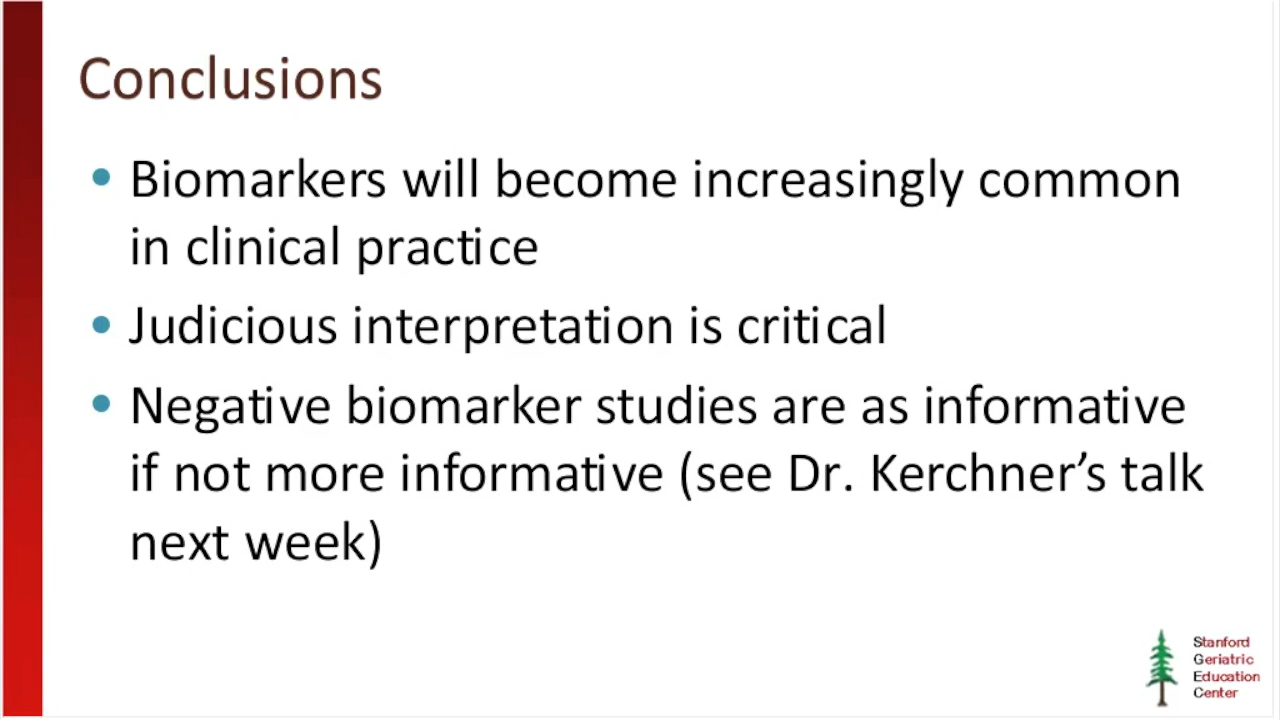 Conclusions
• Biomarkers will become increasingly common
in clinical practice
• Judicious interpretation is critical
• Negative biomarker studies are as informative
if not more informative (see Dr. Kerchner’s talk
next week)
Stanford
Geriatric
Education
Center